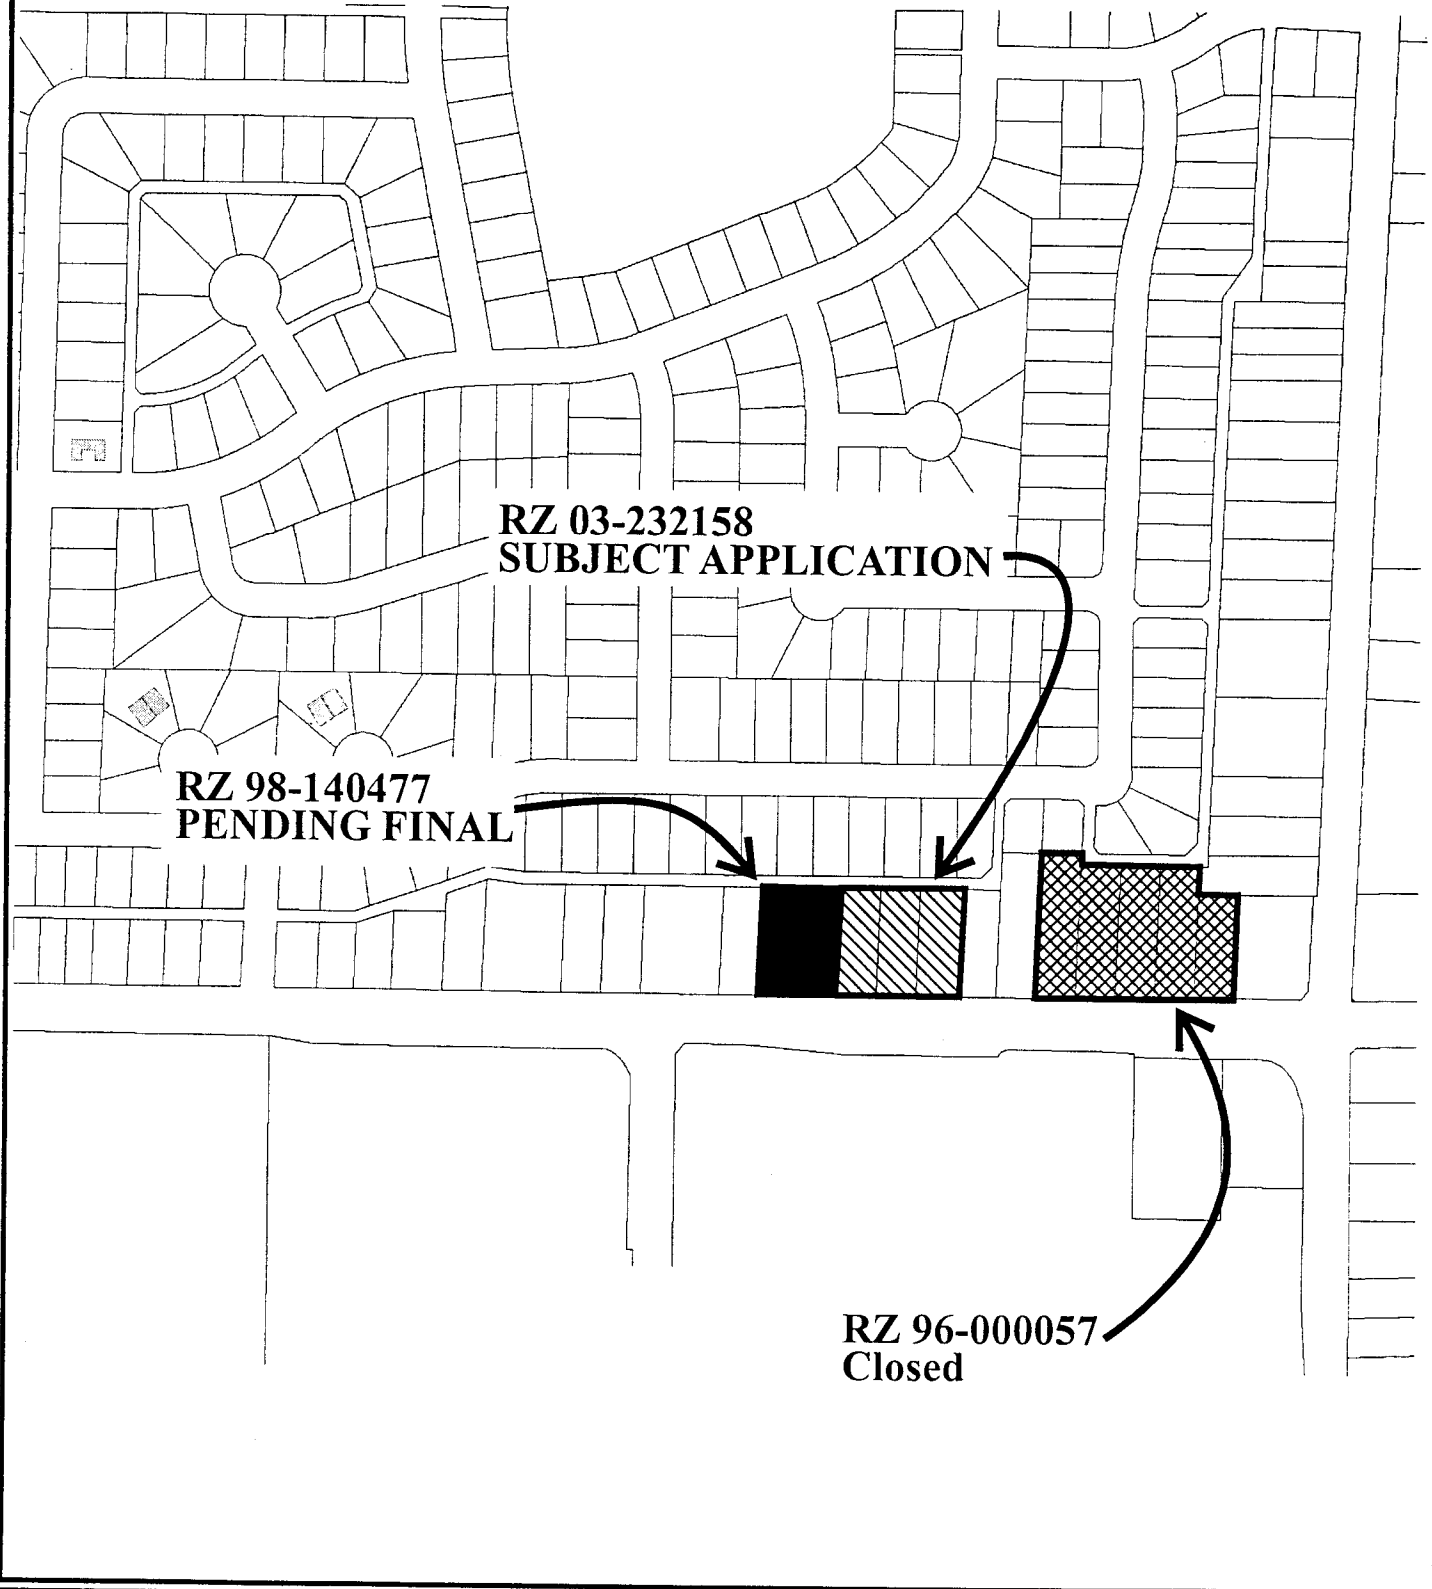 RZ 03-232158
SUBJECT APPLICATION
RZ 98-140477
PENDING FINAL
RZ 96-000057
Closed